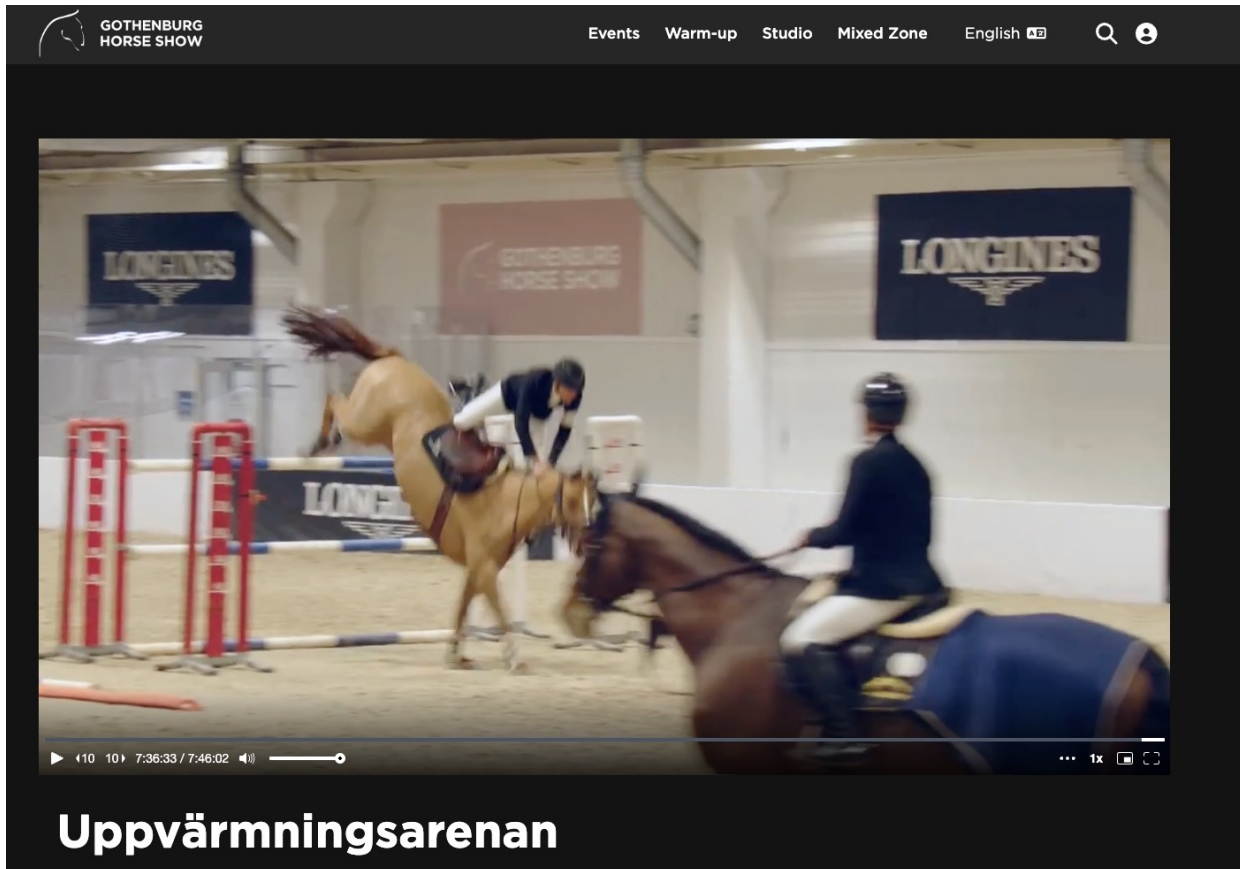 GOTHENBURG
HORSE SHOW
Events Warm-up Studio Mixed Zone English
LONGINES
GOTHENBURG
HORSE SHOW
LONGINES
10 10 7:36:33 / 7:46:02 1x
Uppvärmningsarenan